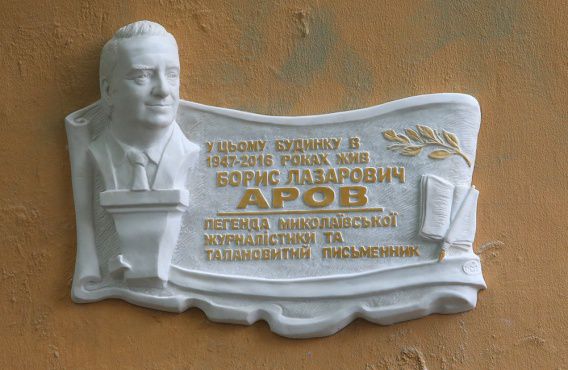 У ЦЬОМУ БУДИНКУ В
1947-2016 РОКАХ ЖИВ
БОРИС ЛАЗАРОВИЧ
АРОВ
ЛЕГЕНДА МИКОЛАЇВСЬКОЇ
ЖУРНАЛІСТИКИ ТА
ТАЛАНОВИТИЙ ПИСЬМЕННИК